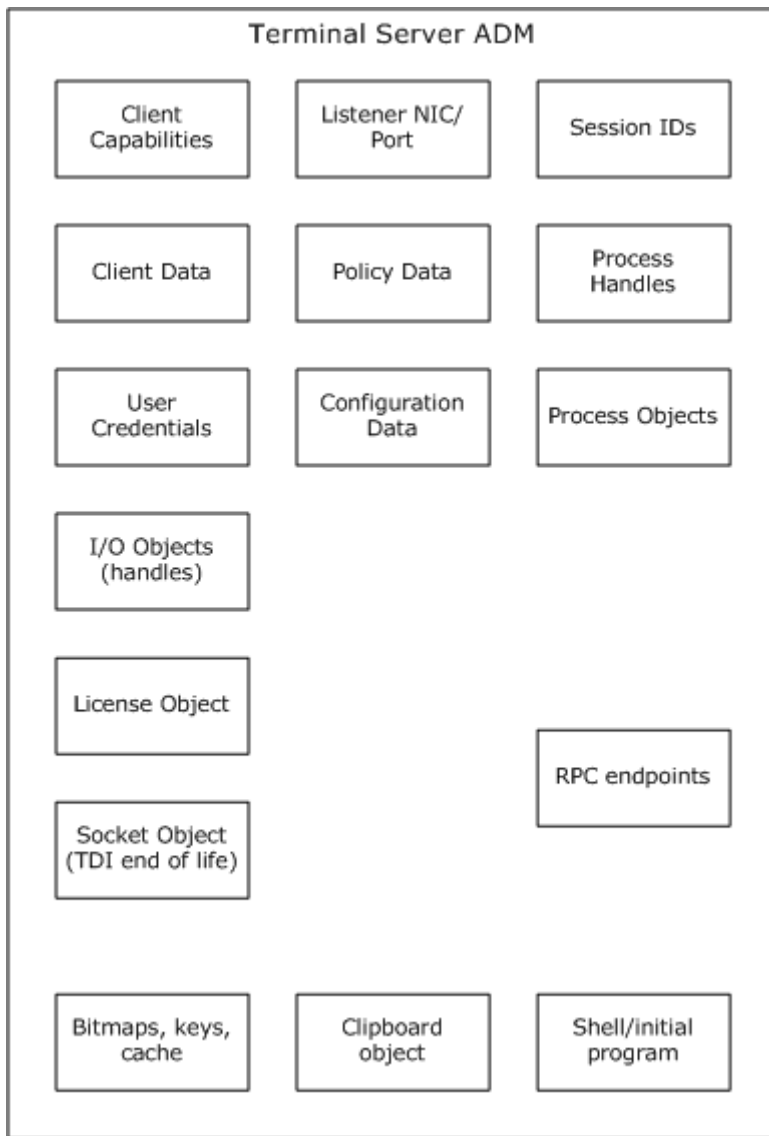 Terminal Server ADM
Client
Capabilities
Listener NIC/
Port
Session IDs
Client Data
Policy Data
Process
Handles
User
Credentials
Configuration
Data
Process Objects
I/O Objects
(handles)
License Object
RPC endpoints
Socket Object
(TDI end of life)
Bitmaps, keys,
cache
Clipboard
object
Shell/initial
program